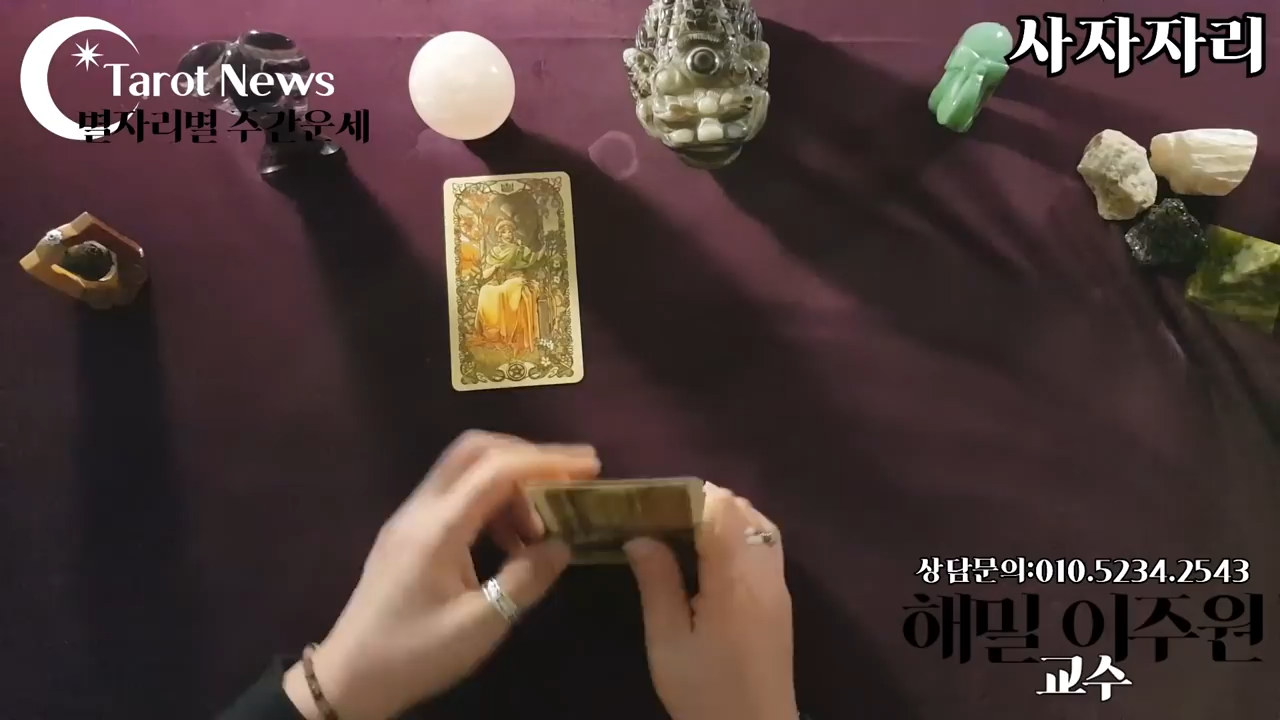 Tarot News
별자리별 주간운세
사자자리
상담문의:010.5234.2543
해밀 이주원
교수